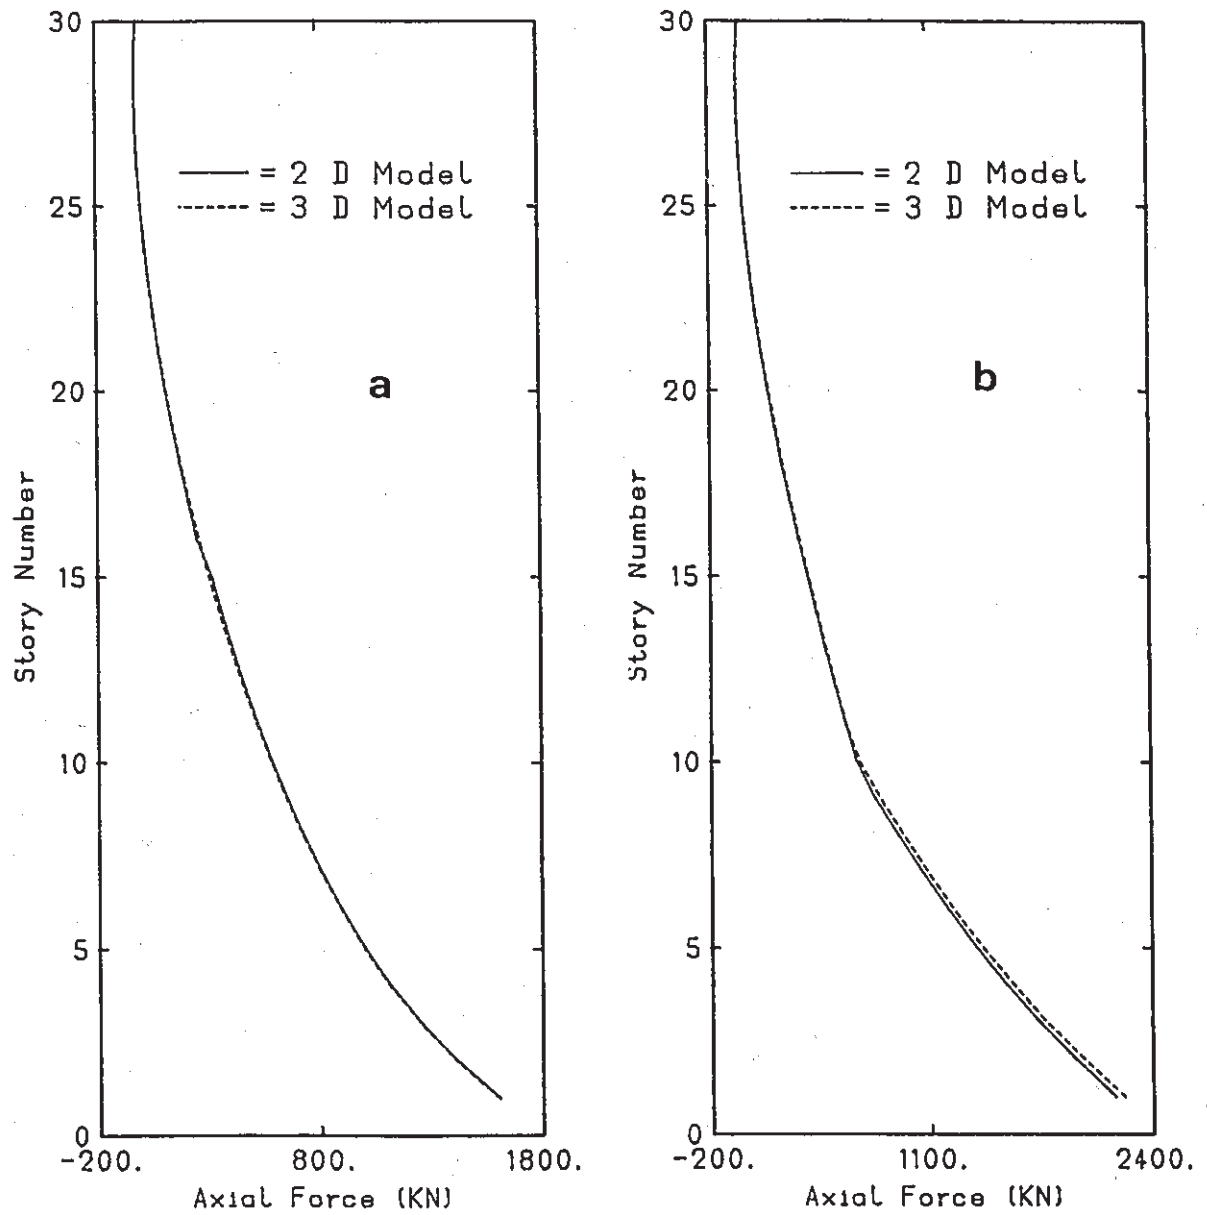 30
25
20
15
10
5
0
-200.
800.
1800.
Story Number
Axial Force (KN)
= 2 D Model
= 3 D Model
a
30
25
20
15
10
5
0
-200.
1100.
2400.
Story Number
Axial Force (KN)
= 2 D Model
= 3 D Model
b